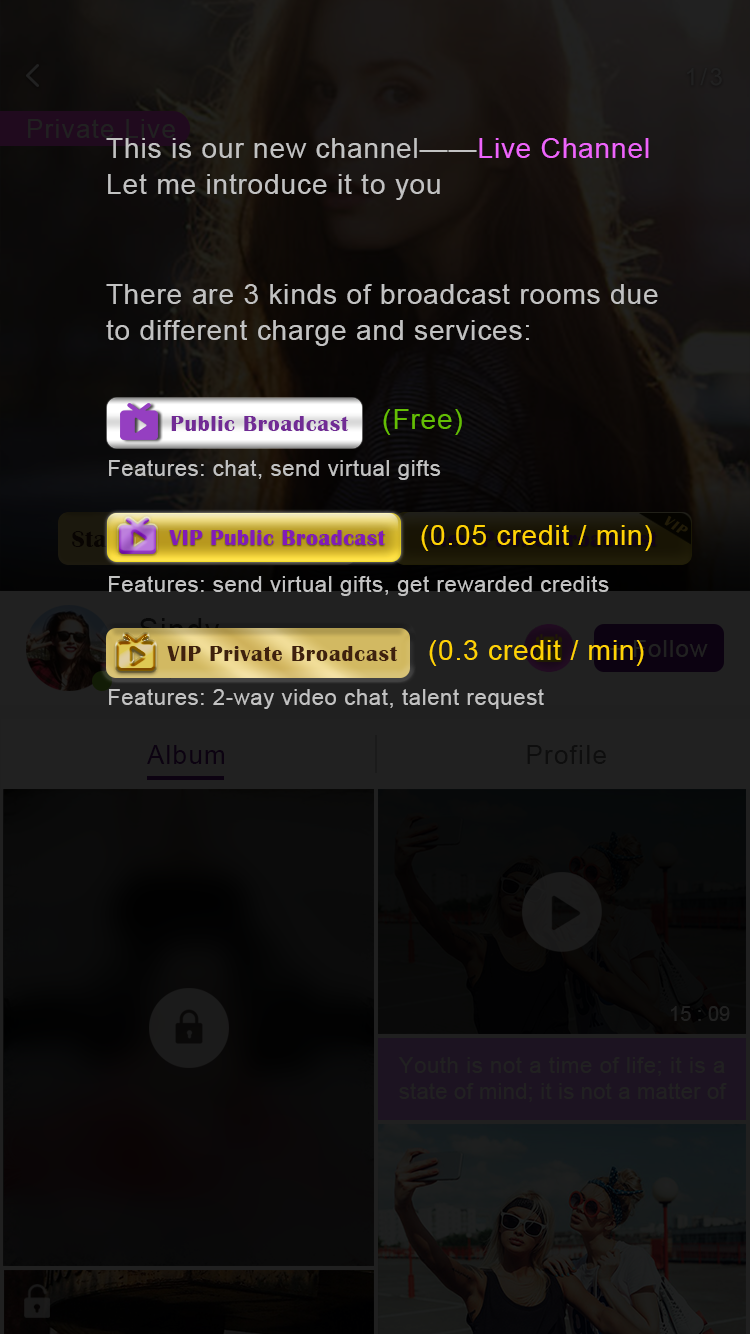 1/3
Private Live
This is our new channel——Live Channel
Let me introduce it to you
There are 3 kinds of broadcast rooms due
to different charge and services:
Public Broadcast (Free)
Features: chat, send virtual gifts
Sta VIP Public Broadcast (0.05 credit / min) VIP
Features: send virtual gifts, get rewarded credits
Sindy
VIP Private Broadcast (0.3 credit / min) Follow
Features: 2-way video chat, talent request
Album Profile
15 : 09
Youth is not a time of life; it is a
state of mind; it is not a matter of